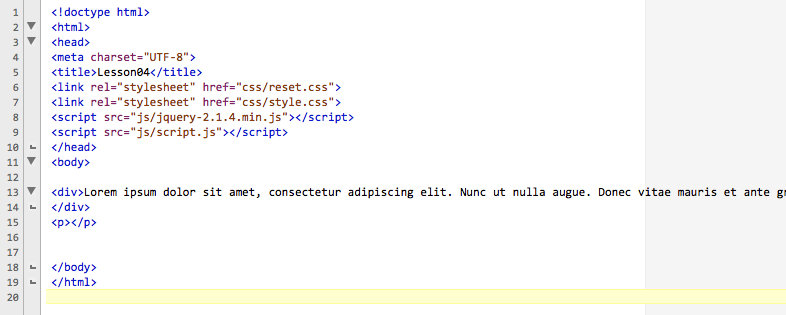 1 <!doctype html>
2 <html>
3 <head>
4 <meta charset="UTF-8">
5 <title>Lesson04</title>
6 <link rel="stylesheet" href="css/reset.css">
7 <link rel="stylesheet" href="css/style.css">
8 <script src="js/jquery-2.1.4.min.js"></script>
9 <script src="js/script.js"></script>
10 </head>
11 <body>
12
13 <div>Lorem ipsum dolor sit amet, consectetur adipiscing elit. Nunc ut nulla augue. Donec vitae mauris et ante
14 </div>
15 <p></p>
16
17
18 </body>
19 </html>
20